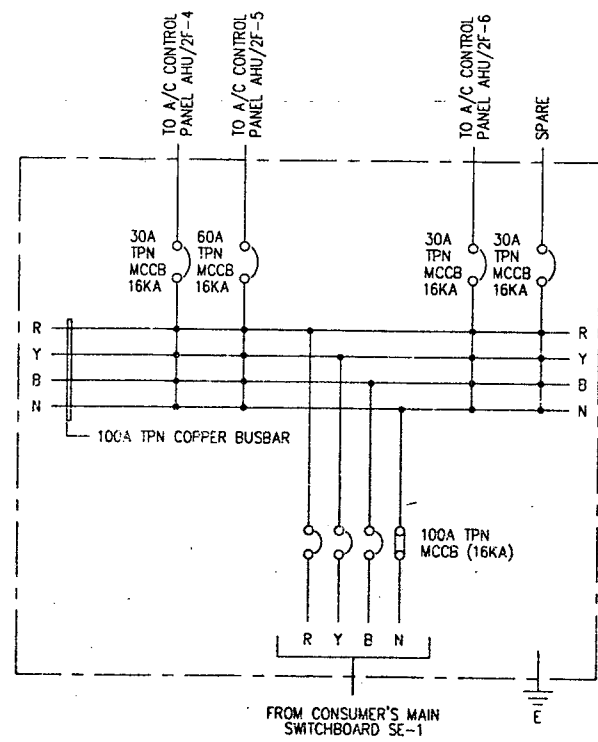 TO A/C CONTROL
PANEL AHU/2F-4
TO A/C CONTROL
PANEL AHU/2F-5
TO A/C CONTROL
PANEL AHU/2F-6
SPARE
30A
TPN
MCCB
16KA
60A
TPN
MCCB
16KA
30A
TPN
MCCB
16KA
30A
TPN
MCCB
16KA
R
Y
B
N
R
Y
B
N
100A TPN COPPER BUSBAR
100A TPN
MCCB (16KA)
R Y B N
FROM CONSUMER'S MAIN
SWITCHBOARD SE-1
E